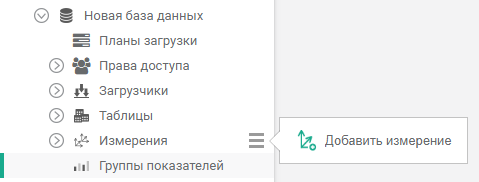 Новая база данных
Планы загрузки
Права доступа
Загрузчики
Таблицы
Измерения
Добавить измерение
Группы показателей